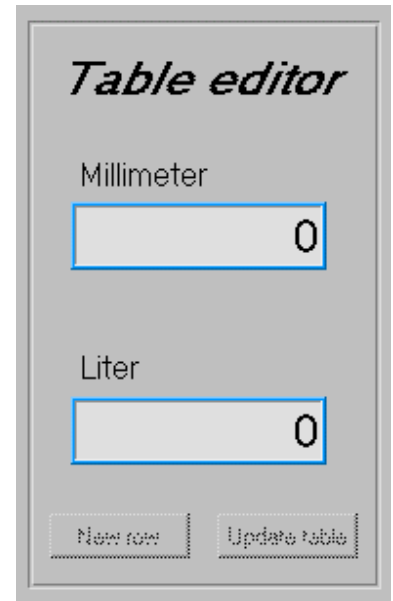 Table editor
Millimeter
0
Liter
0
New row Update table